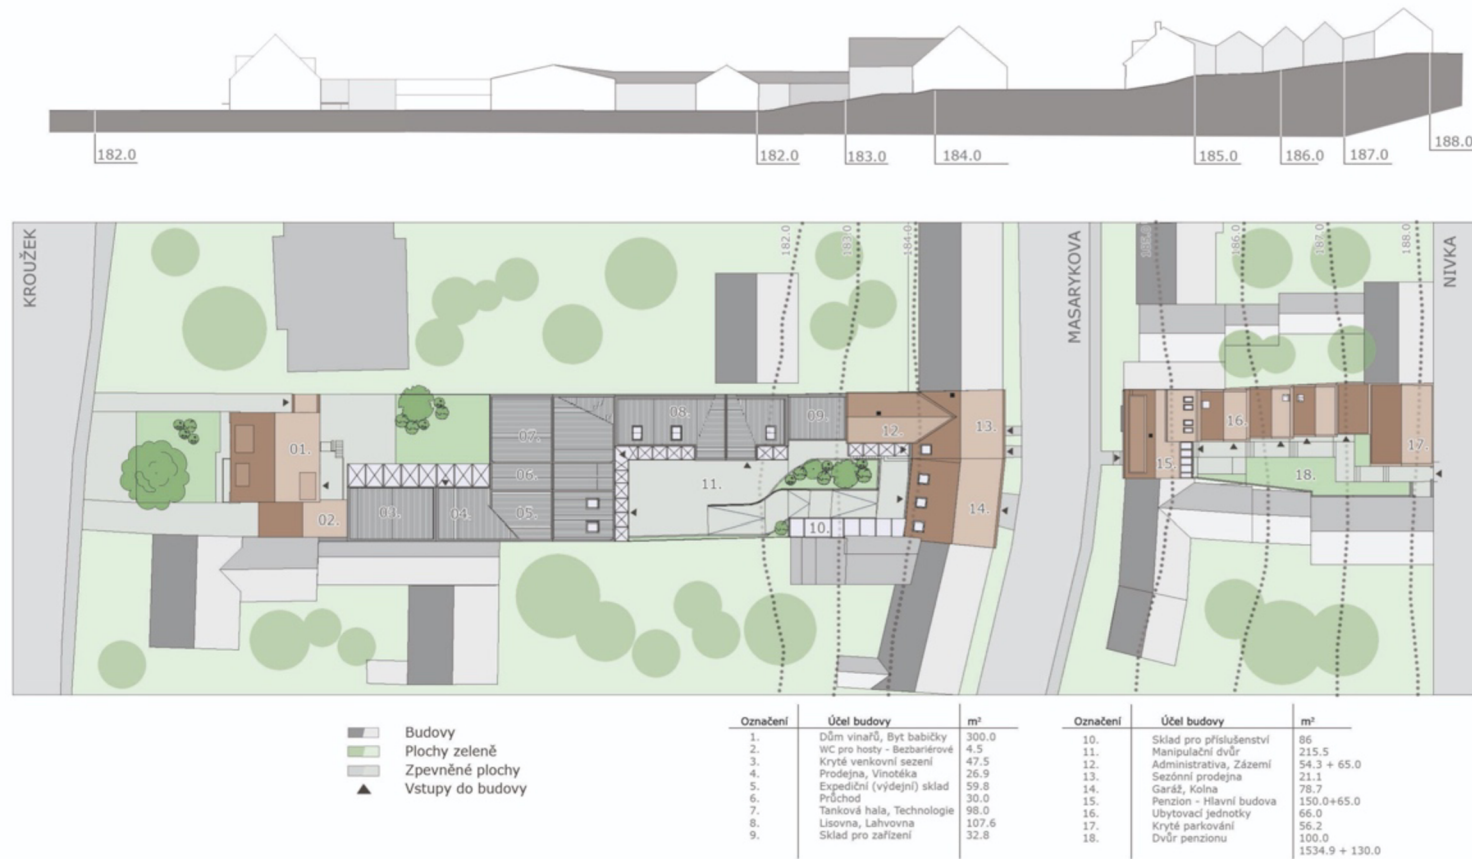 182.0
182.0
183.0
184.0
185.0
186.0
187.0
188.0
KROUŽEK
MASARYKOVA
NIVKA
182.0
183.0
184.0
185.0
186.0
187.0
188.0
01.
02.
03.
04.
05.
06.
07.
08.
09.
10.
11.
12.
13.
14.
15.
16.
17.
18.
Budovy
Plochy zeleně
Zpevněné plochy
Vstupy do budovy
Označení Účel budovy m²
1. Dům vinařů, Byt babičky 300.0
2. WC pro hosty - Bezbariérové 4.5
3. Kryté venkovní sezení 47.5
4. Prodejna, Vinotéka 26.9
5. Expediční (výdejní) sklad 59.8
6. Průchod 30.0
7. Tanková hala, Technologie 98.0
8. Lisovna, Lahvovna 107.6
9. Sklad pro zařízení 32.8
Označení Účel budovy m²
10. Sklad pro příslušenství 86
11. Manipulační dvůr 215.5
12. Administrativa, Zázemí 54.3 + 65.0
13. Sezónní prodejna 21.1
14. Garáž, Kolna 78.7
15. Penzion - Hlavní budova 150.0+65.0
16. Ubytovací jednotky 66.0
17. Kryté parkování 56.2
18. Dvůr penzionu 100.0
1534.9 + 130.0